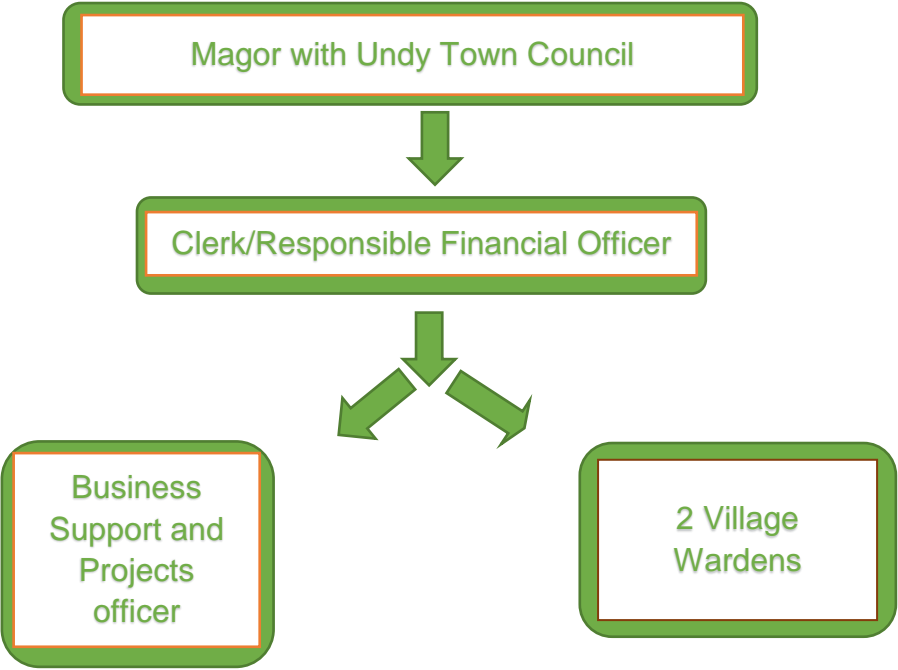 Magor with Undy Town Council
Clerk/Responsible Financial Officer
Business
Support and
Projects
officer
2 Village
Wardens